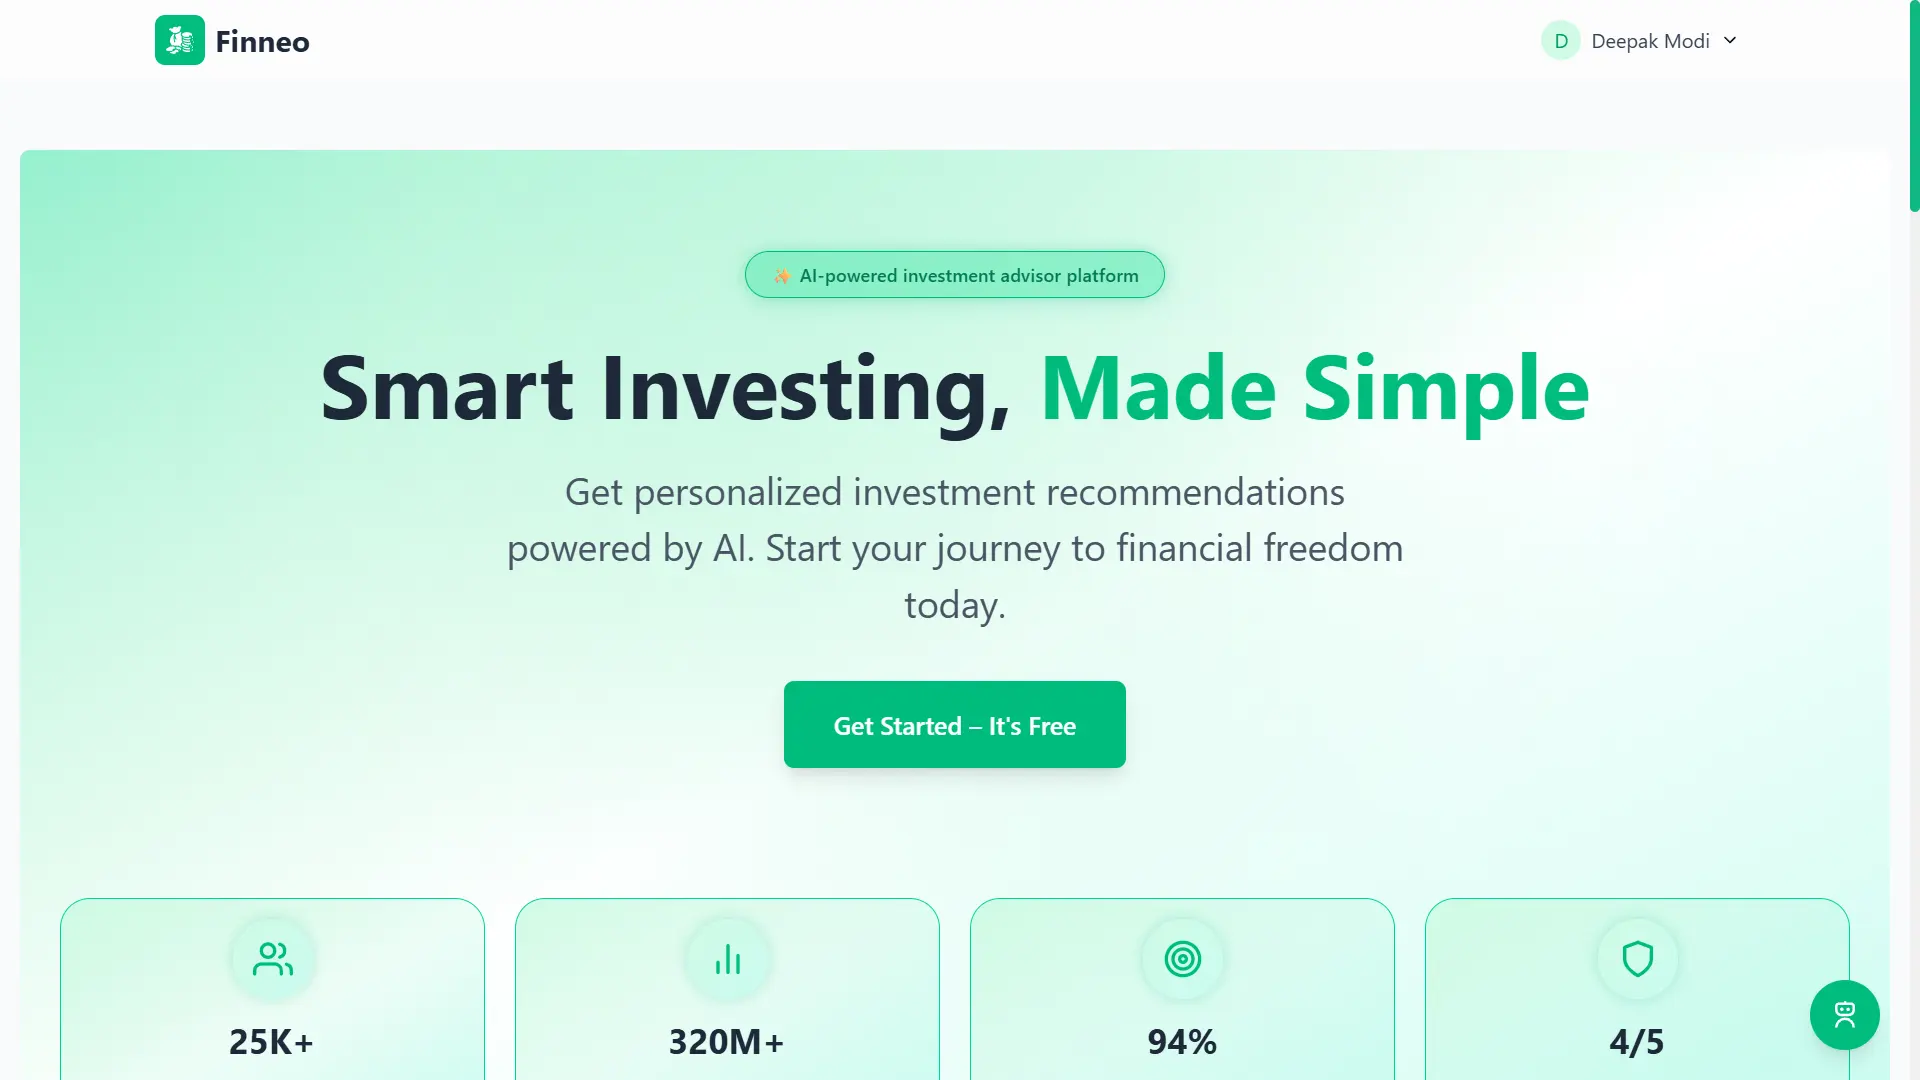 Finneo
D Deepak Modi
✨ AI-powered investment advisor platform
Smart Investing, Made Simple
Get personalized investment recommendations
powered by AI. Start your journey to financial freedom
today.
Get Started – It's Free
25K+
320M+
94%
4/5